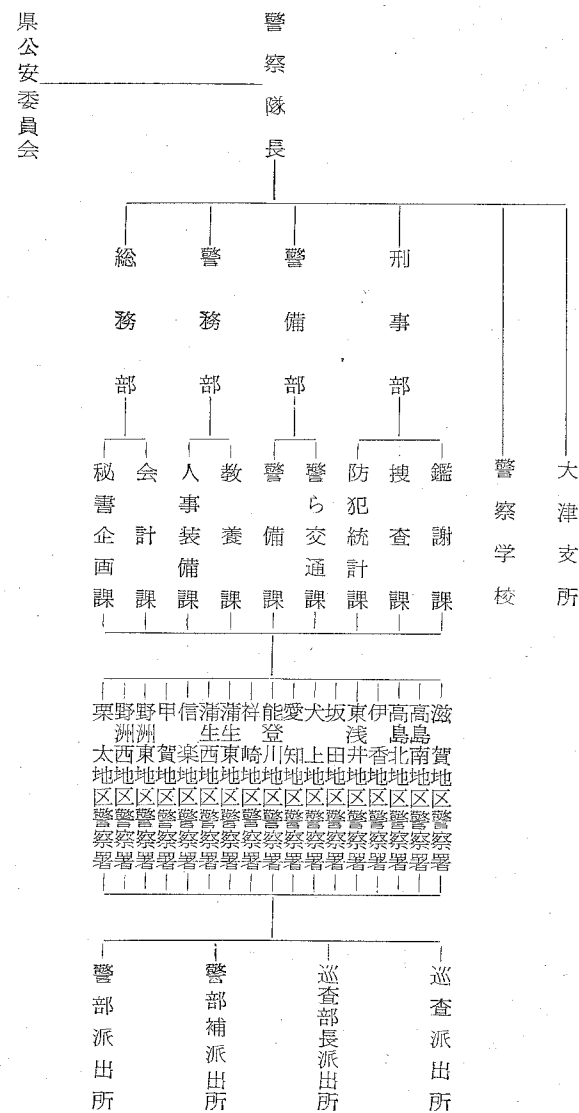 県公安委員会
警察隊長
総務部
警務部
警備部
刑事部
警察学校
大津支所
秘書企画課
会計課
人事装備課
教養課
警備課
警ら交通課
防犯統計課
捜査課
鑑謝課
栗太地区警察署
野洲西地区警察署
野洲東地区警察署
甲賀地区警察署
信楽地区警察署
蒲生西地区警察署
蒲生東地区警察署
祥崎地区警察署
能登川地区警察署
愛知地区警察署
犬上地区警察署
坂田地区警察署
東浅井地区警察署
伊香地区警察署
高島北地区警察署
高島南地区警察署
滋賀地区警察署
警部派出所
警部補派出所
巡査部長派出所
巡査派出所